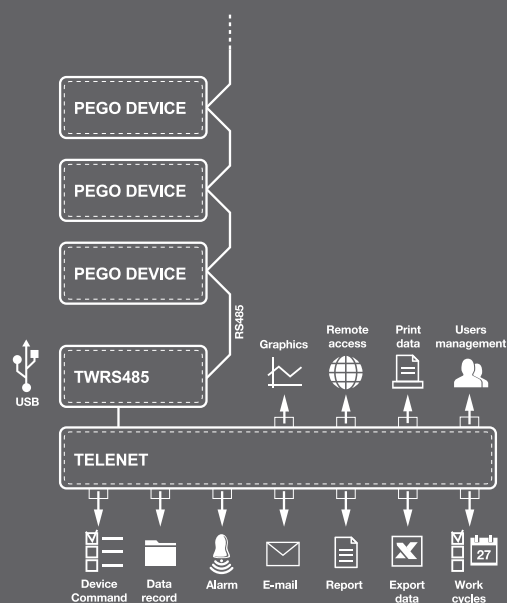 PEGO DEVICE
PEGO DEVICE
PEGO DEVICE
RS485
TWRS485
USB
Graphics
Remote
access
Print
data
Users
management
TELENET
Device
Command
Data
record
Alarm
E-mail
Report
X
Export
data
27
Work
cycles